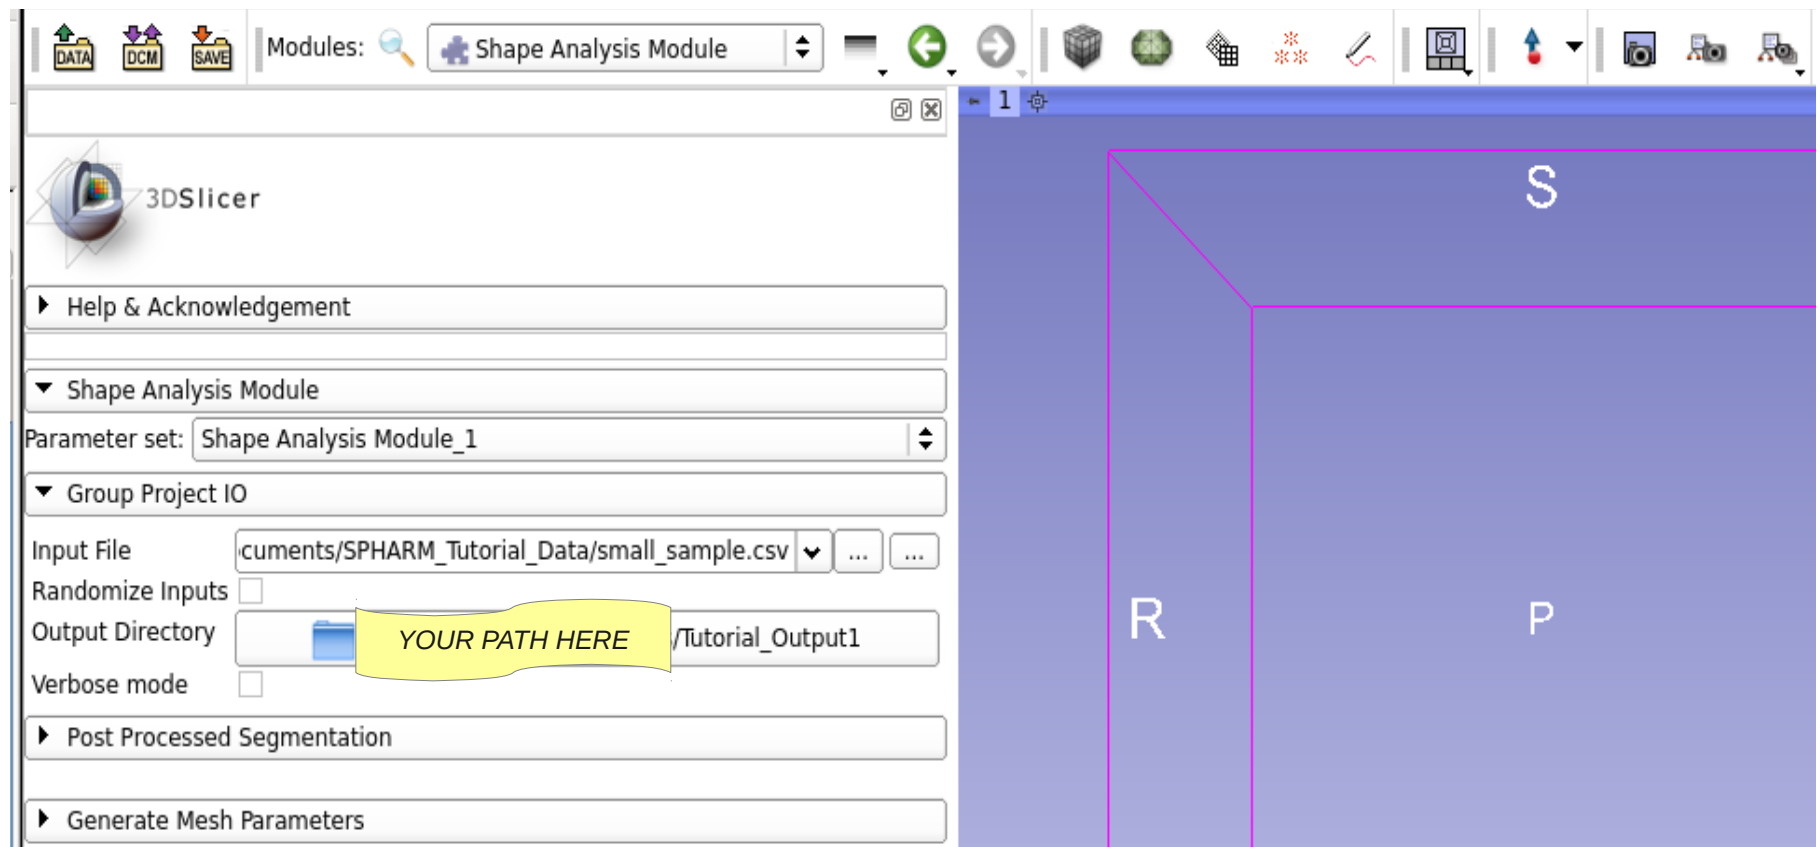 DATA DCM SAVE Modules: Shape Analysis Module
1
3DSlicer
S
Help & Acknowledgement
Shape Analysis Module
Parameter set: Shape Analysis Module_1
Group Project IO
Input File cuments/SPHARM_Tutorial_Data/small_sample.csv ... ...
Randomize Inputs
Output Directory YOUR PATH HERE /Tutorial_Output1
R
P
Verbose mode
Post Processed Segmentation
Generate Mesh Parameters